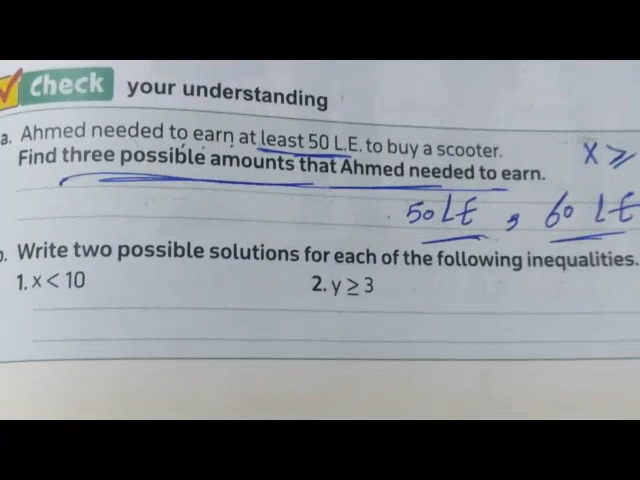 Check your understanding
a. Ahmed needed to earn at least 50 L.E. to buy a scooter.
Find three possible amounts that Ahmed needed to earn.
x ≥
50 LE , 60 LE
b. Write two possible solutions for each of the following inequalities.
1. x < 10 2. y ≥ 3